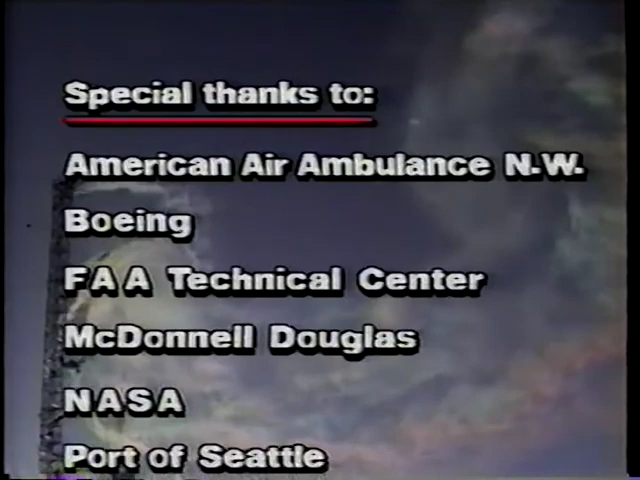 Special thanks to:
American Air Ambulance N.W.
Boeing
FAA Technical Center
McDonnell Douglas
NASA
Port of Seattle